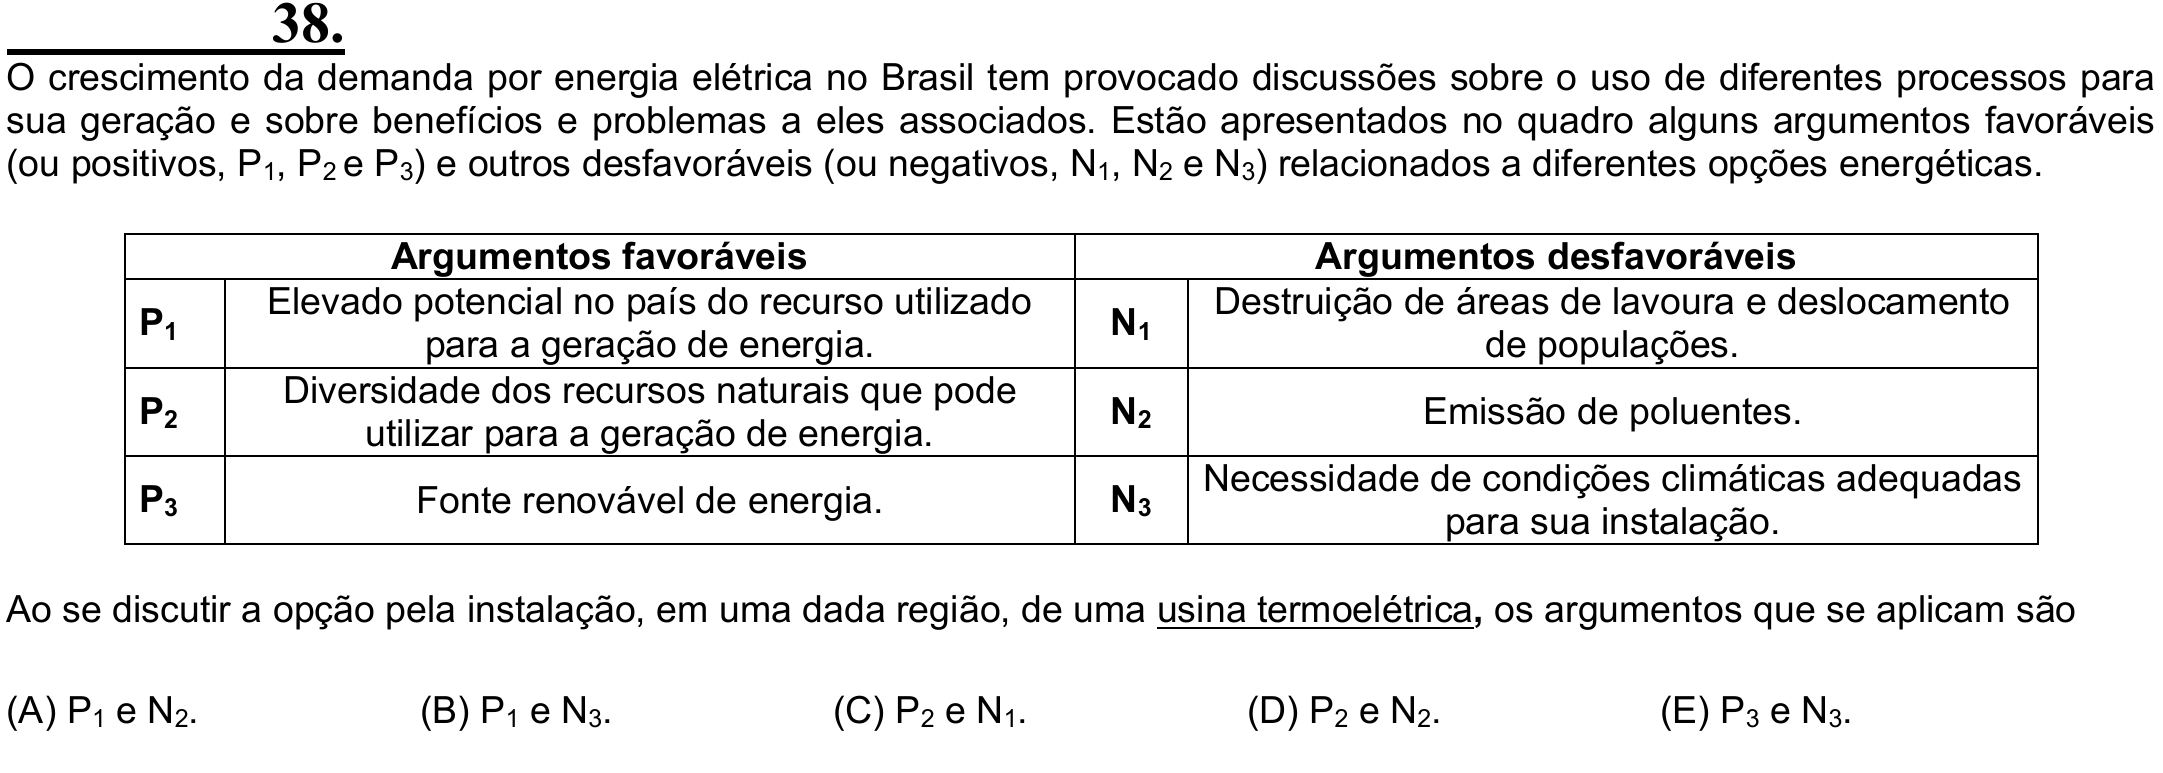 38.
O crescimento da demanda por energia elétrica no Brasil tem provocado discussões sobre o uso de diferentes processos para
sua geração e sobre benefícios e problemas a eles associados. Estão apresentados no quadro alguns argumentos favoráveis
(ou positivos, P₁, P₂ e P₃) e outros desfavoráveis (ou negativos, N₁, N₂ e N₃) relacionados a diferentes opções energéticas.
Argumentos favoráveis Argumentos desfavoráveis
P₁ Elevado potencial no país do recurso utilizado
para a geração de energia.
N₁ Destruição de áreas de lavoura e deslocamento
de populações.
P₂ Diversidade dos recursos naturais que pode
utilizar para a geração de energia.
N₂ Emissão de poluentes.
P₃ Fonte renovável de energia.
N₃ Necessidade de condições climáticas adequadas
para sua instalação.
Ao se discutir a opção pela instalação, em uma dada região, de uma usina termoelétrica, os argumentos que se aplicam são
(A) P₁ e N₂. (B) P₁ e N₃. (C) P₂ e N₁. (D) P₂ e N₂. (E) P₃ e N₃.